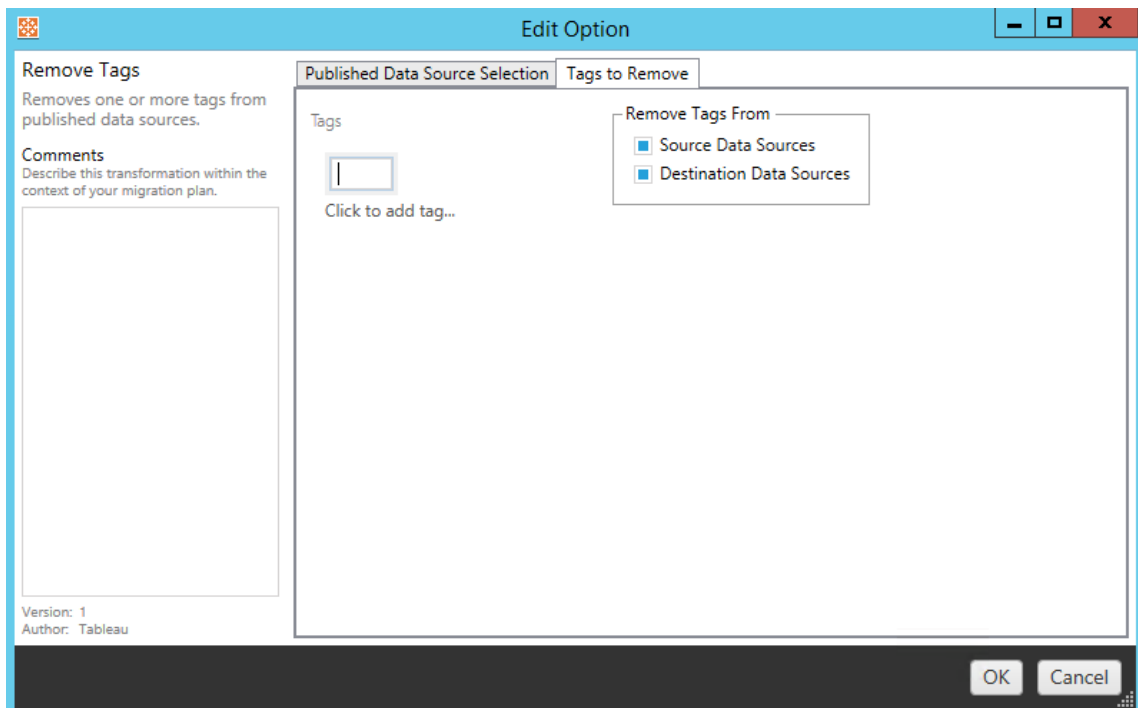 Edit Option
Remove Tags
Removes one or more tags from
published data sources.
Comments
Describe this transformation within the
context of your migration plan.
Version: 1
Author: Tableau
Published Data Source Selection
Tags to Remove
Tags
Click to add tag...
Remove Tags From
Source Data Sources
Destination Data Sources
OK
Cancel